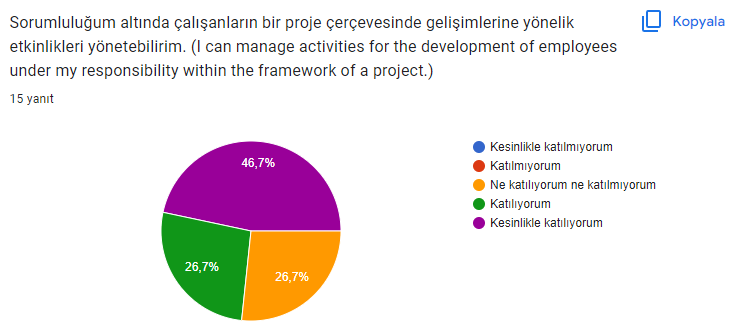 Sorumluluğum altında çalışanların bir proje çerçevesinde gelişimlerine yönelik
etkinlikleri yönetebilirim. (I can manage activities for the development of employees
under my responsibility within the framework of a project.)
Kopyala
15 yanıt
46,7%
26,7%
26,7%
Kesinlikle katılmıyorum
Katılmıyorum
Ne katılıyorum ne katılmıyorum
Katılıyorum
Kesinlikle katılıyorum